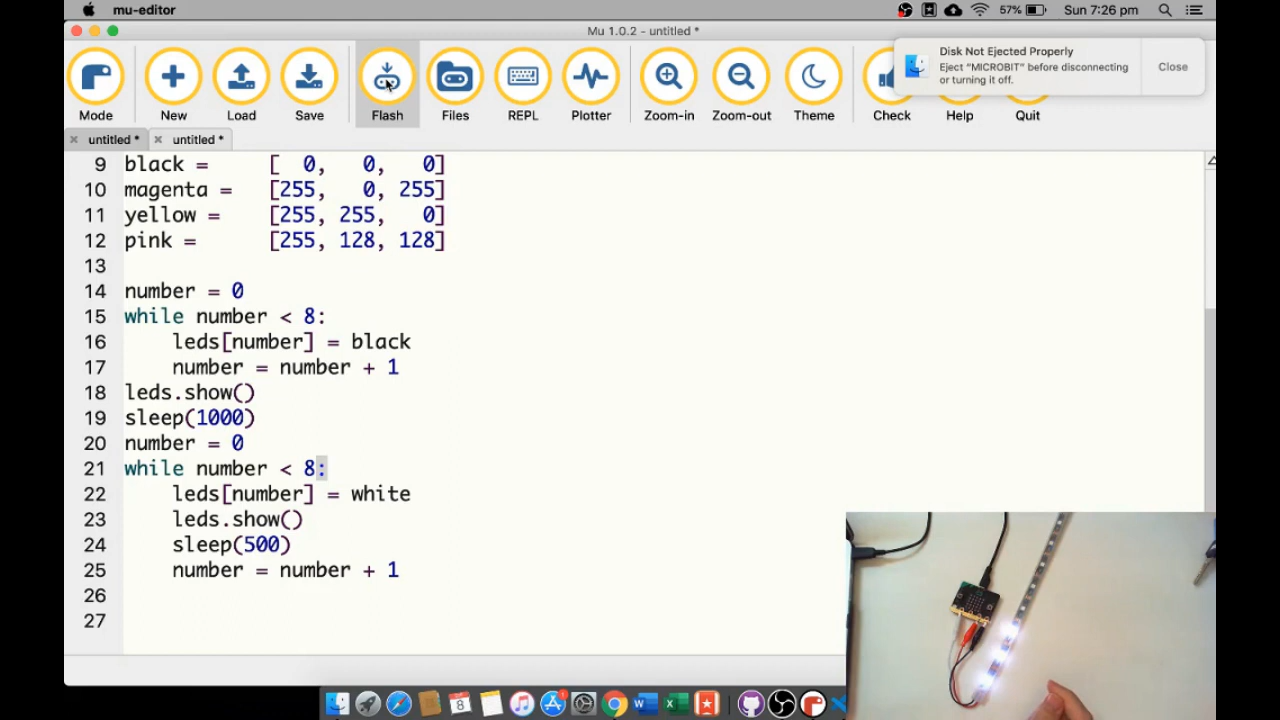 mu-editor 57% Sun 7:26 pm
Mu 1.0.2 - untitled *
Disk Not Ejected Properly
Eject “MICROBIT” before disconnecting
or turning it off.
Close
Mode New Load Save Flash Files REPL Plotter Zoom-in Zoom-out Theme Check Help Quit
untitled * untitled *
9 black = [ 0, 0, 0]
10 magenta = [255, 0, 255]
11 yellow = [255, 255, 0]
12 pink = [255, 128, 128]
13
14 number = 0
15 while number < 8:
16 leds[number] = black
17 number = number + 1
18 leds.show()
19 sleep(1000)
20 number = 0
21 while number < 8:
22 leds[number] = white
23 leds.show()
24 sleep(500)
25 number = number + 1
26
27
8